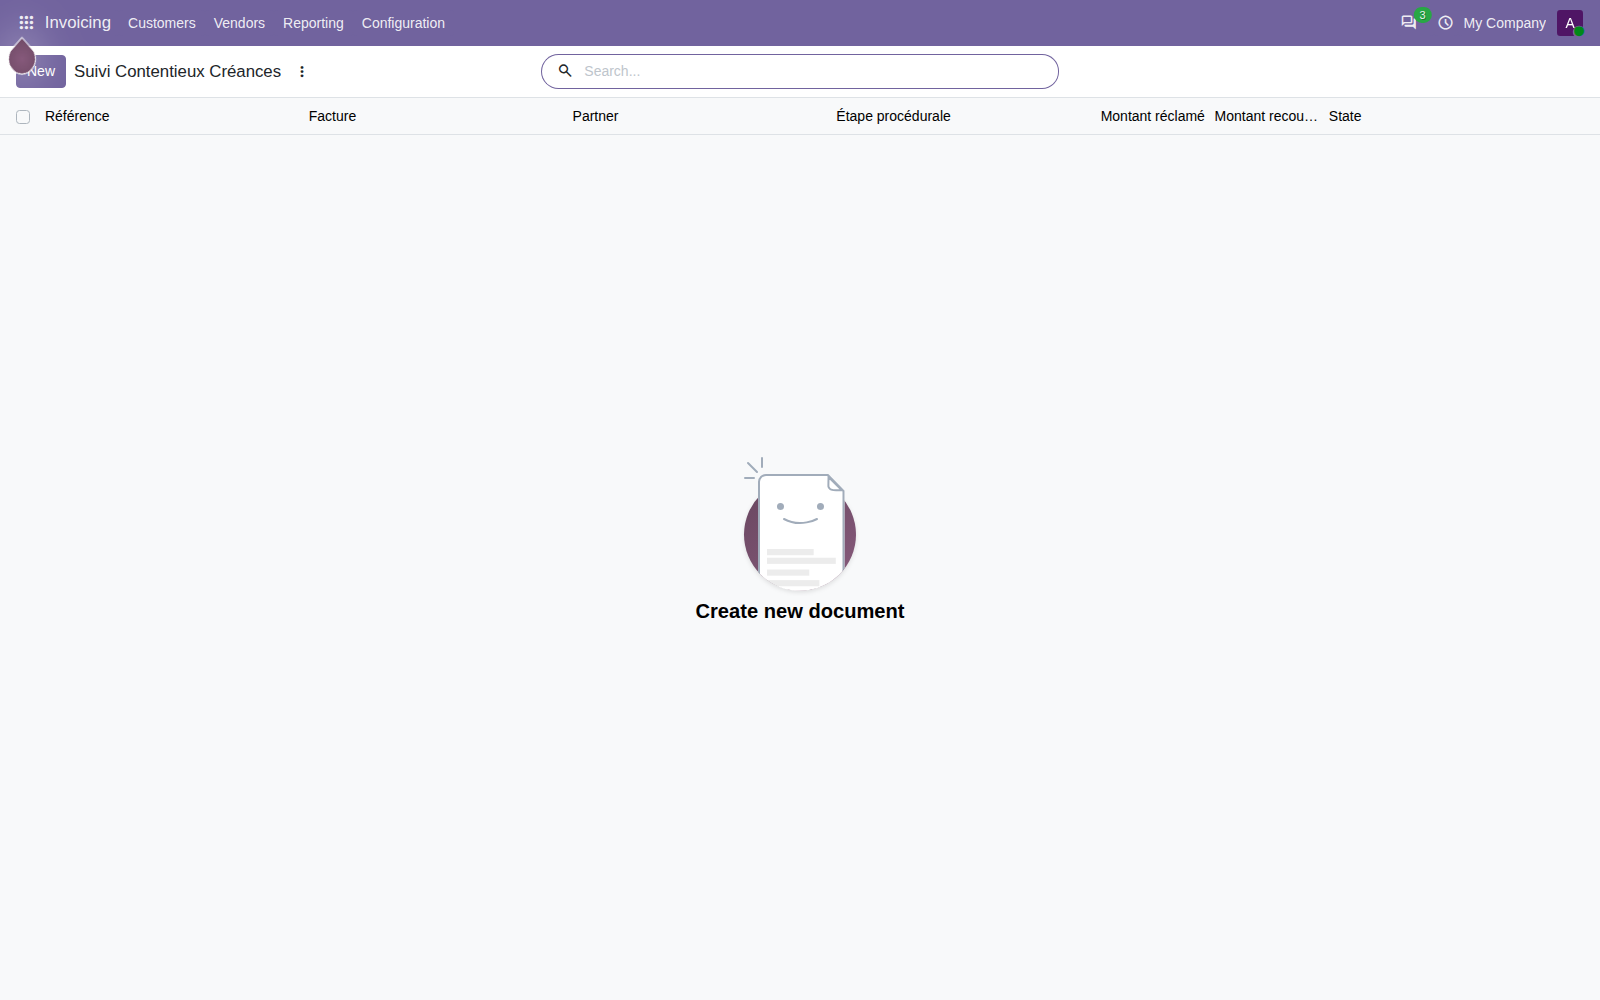 Invoicing Customers Vendors Reporting Configuration 3 My Company A
New Suivi Contentieux Créances Search...
Référence Facture Partner Étape procédurale Montant réclamé Montant recou… State
Create new document